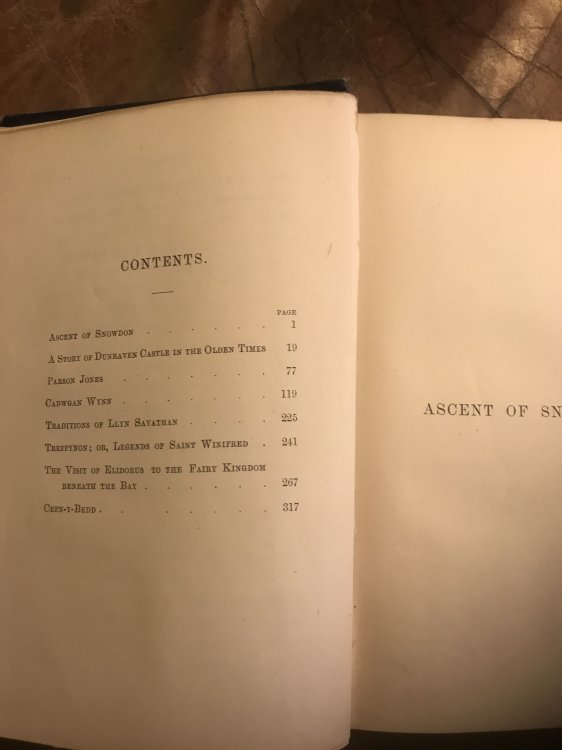 CONTENTS.
PAGE
ASCENT OF SNOWDON . . . . . . 1
A STORY OF DUNRAVEN CASTLE IN THE OLDEN TIMES 19
PARSON JONES . . . . . . . 77
CADWGAN WYNN . . . . . . . 119
TRADITIONS OF LLYN SAVATHAN . . . . 225
TREFFYNON; OR, LEGENDS OF SAINT WINIFRED . 241
THE VISIT OF ELIDORUS TO THE FAIRY KINGDOM
BENEATH THE BAY . . . . . . 267
CEFN-Y-BEDD . . . . . . . 317
ASCENT OF SN